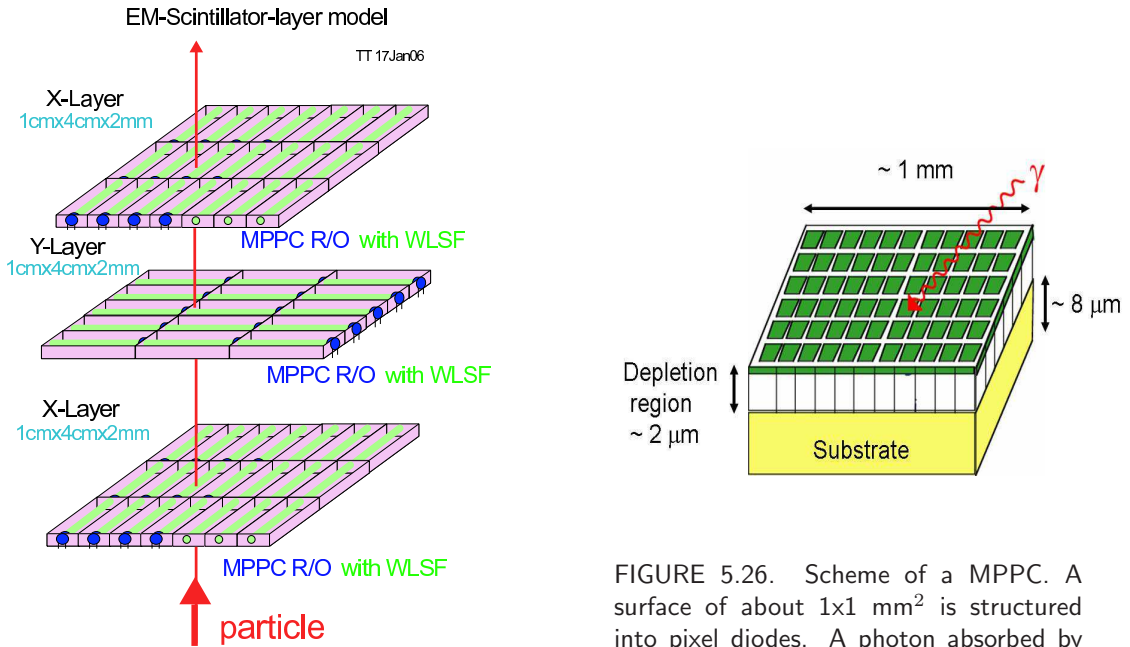 EM-Scintillator-layer model
TT 17Jan06
X-Layer
1cmx4cmx2mm
MPPC R/O with WLSF
Y-Layer
1cmx4cmx2mm
MPPC R/O with WLSF
X-Layer
1cmx4cmx2mm
MPPC R/O with WLSF
particle
~ 1 mm
γ
~ 8 μm
Depletion
region
~ 2 μm
Substrate
FIGURE 5.26. Scheme of a MPPC. A
surface of about 1x1 mm² is structured
into pixel diodes. A photon absorbed by